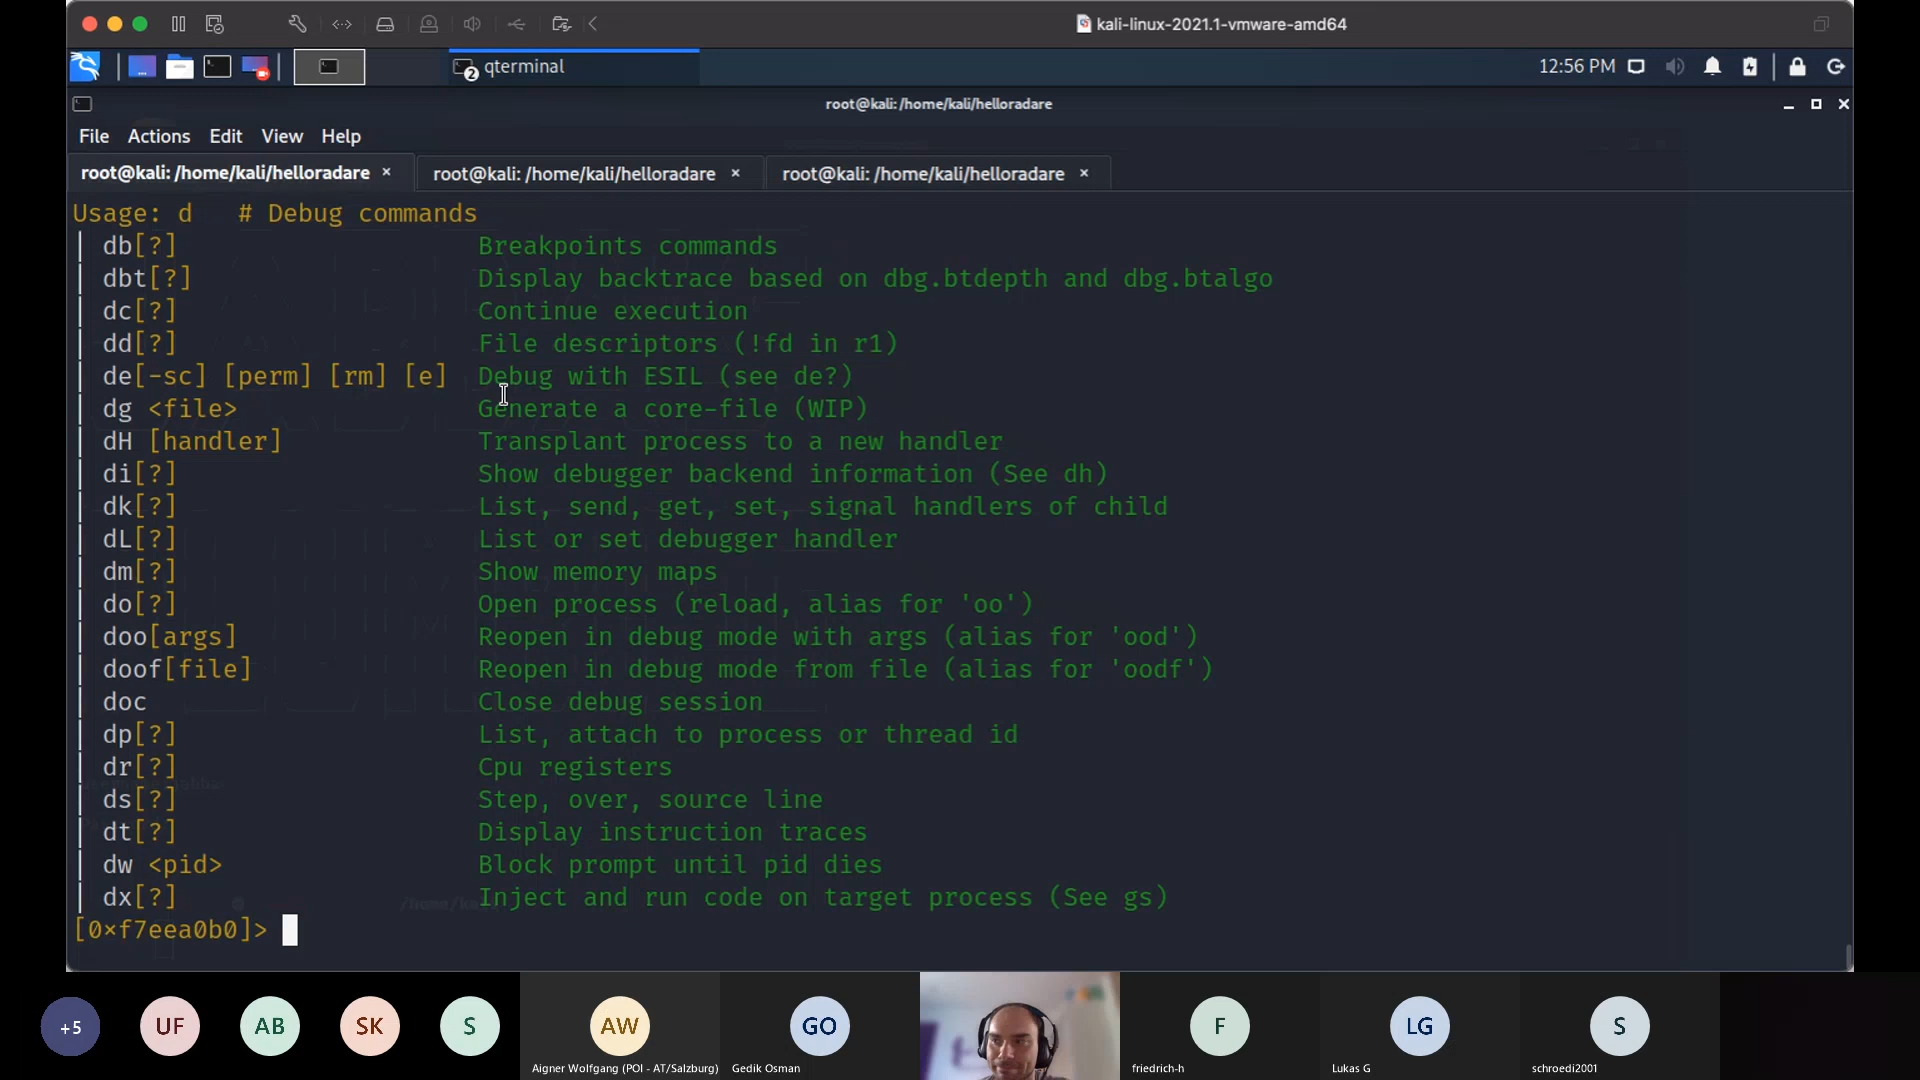 kali-linux-2021.1-vmware-amd64
2 qterminal
12:56 PM
root@kali: /home/kali/helloradare
File Actions Edit View Help
root@kali: /home/kali/helloradare × root@kali: /home/kali/helloradare × root@kali: /home/kali/helloradare ×
Usage: d # Debug commands
| db[?] Breakpoints commands
| dbt[?] Display backtrace based on dbg.btdepth and dbg.btalgo
| dc[?] Continue execution
| dd[?] File descriptors (!fd in r1)
| de[-sc] [perm] [rm] [e] Debug with ESIL (see de?)
| dg <file> Generate a core-file (WIP)
| dH [handler] Transplant process to a new handler
| di[?] Show debugger backend information (See dh)
| dk[?] List, send, get, set, signal handlers of child
| dL[?] List or set debugger handler
| dm[?] Show memory maps
| do[?] Open process (reload, alias for 'oo')
| doo[args] Reopen in debug mode with args (alias for 'ood')
| doof[file] Reopen in debug mode from file (alias for 'oodf')
| doc Close debug session
| dp[?] List, attach to process or thread id
| dr[?] Cpu registers
| ds[?] Step, over, source line
| dt[?] Display instruction traces
| dw <pid> Block prompt until pid dies
| dx[?] Inject and run code on target process (See gs)
[0×f7eea0b0]>
+5 UF AB SK S AW GO F LG S
Aigner Wolfgang (POI - AT/Salzburg) Gedik Osman friedrich-h Lukas G schroedi2001